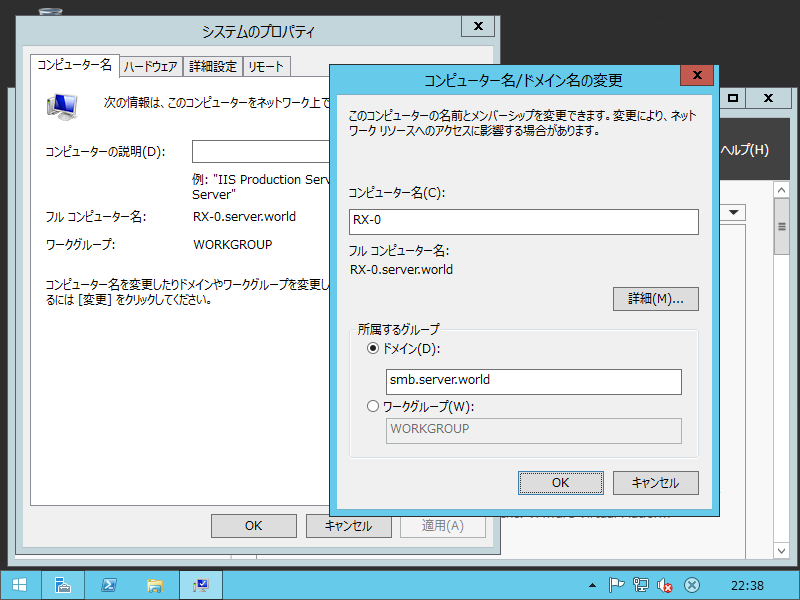 システムのプロパティ
コンピューター名
ハードウェア
詳細設定
リモート
次の情報は、このコンピューターをネットワーク上で
コンピューターの説明(D):
例: "IIS Production Serv
Server"
フル コンピューター名:
RX-0.server.world
ワークグループ:
WORKGROUP
コンピューター名を変更したりドメインやワークグループを変更し
るには [変更] をクリックしてください。
OK
キャンセル
適用(A)
コンピューター名/ドメイン名の変更
このコンピューターの名前とメンバーシップを変更できます。変更により、ネット
ワーク リソースへのアクセスに影響する場合があります。
コンピューター名(C):
RX-0
フル コンピューター名:
RX-0.server.world
詳細(M)...
所属するグループ
ドメイン(D):
smb.server.world
ワークグループ(W):
WORKGROUP
OK
キャンセル
ヘルプ(H)
22:38